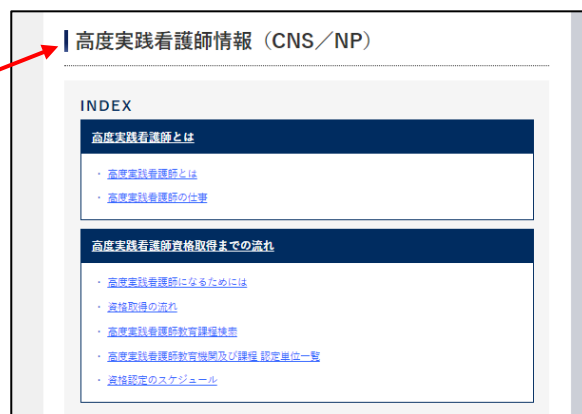 高度実践看護師情報（CNS／NP）
INDEX
高度実践看護師とは
・ 高度実践看護師とは
・ 高度実践看護師の仕事
高度実践看護師資格取得までの流れ
・ 高度実践看護師になるためには
・ 資格取得の流れ
・ 高度実践看護師教育課程検索
・ 高度実践看護師教育機関及び課程 認定単位一覧
・ 資格認定のスケジュール